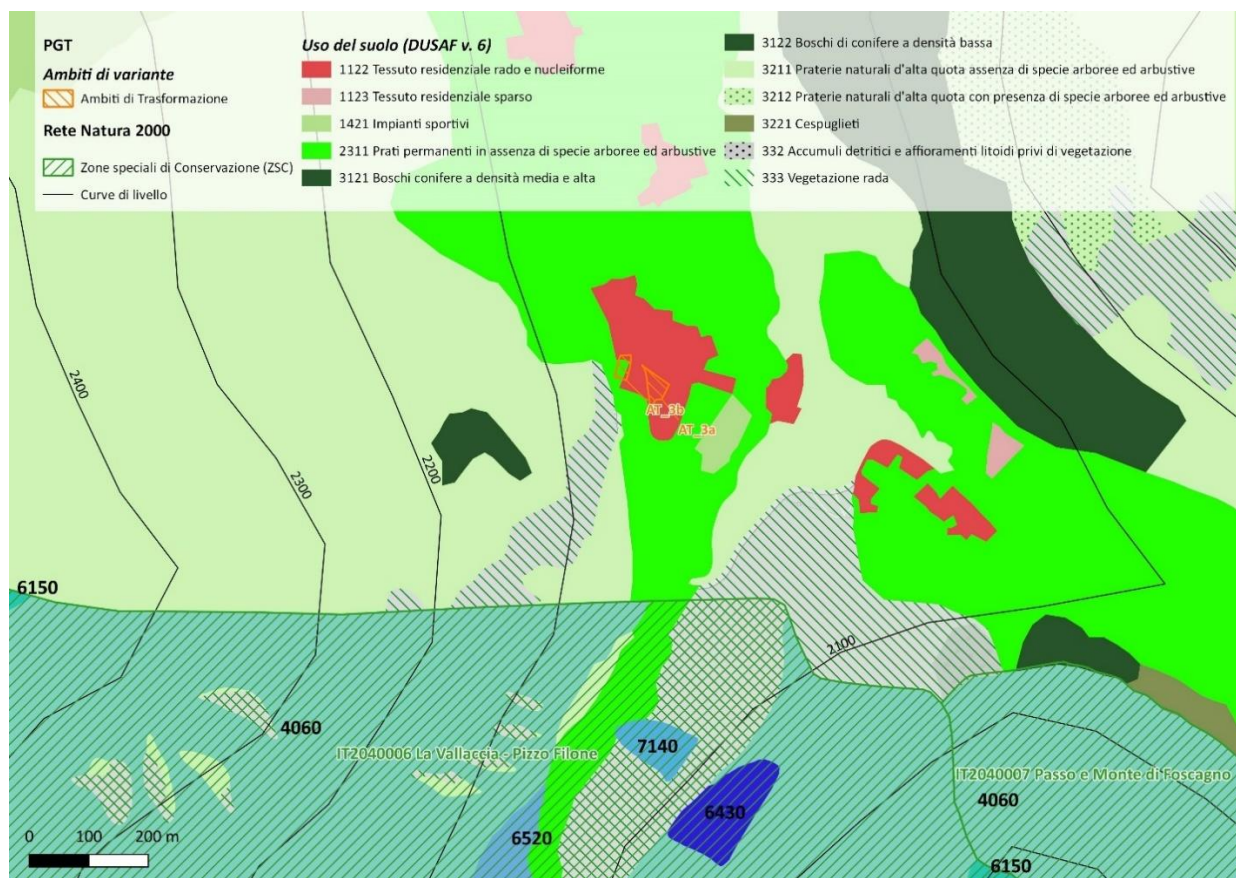 PGT
Ambiti di variante
Ambiti di Trasformazione
Rete Natura 2000
Zone speciali di Conservazione (ZSC)
Curve di livello
Uso del suolo (DUSAF v. 6)
1122 Tessuto residenziale rado e nucleiforme
1123 Tessuto residenziale sparso
1421 Impianti sportivi
2311 Prati permanenti in assenza di specie arboree ed arbustive
3121 Boschi conifere a densità media e alta
3122 Boschi di conifere a densità bassa
3211 Praterie naturali d'alta quota assenza di specie arboree ed arbustive
3212 Praterie naturali d'alta quota con presenza di specie arboree ed arbustive
3221 Cespuglieti
332 Accumuli detritici e affioramenti litoidi privi di vegetazione
333 Vegetazione rada
2400
2300
2200
AT_3b
AT_3a
6150
2100
4060
IT2040006 La Vallaccia - Pizzo Filone
7140
IT2040007 Passo e Monte di Foscagno
4060
6430
6520
6150
0 100 200 m